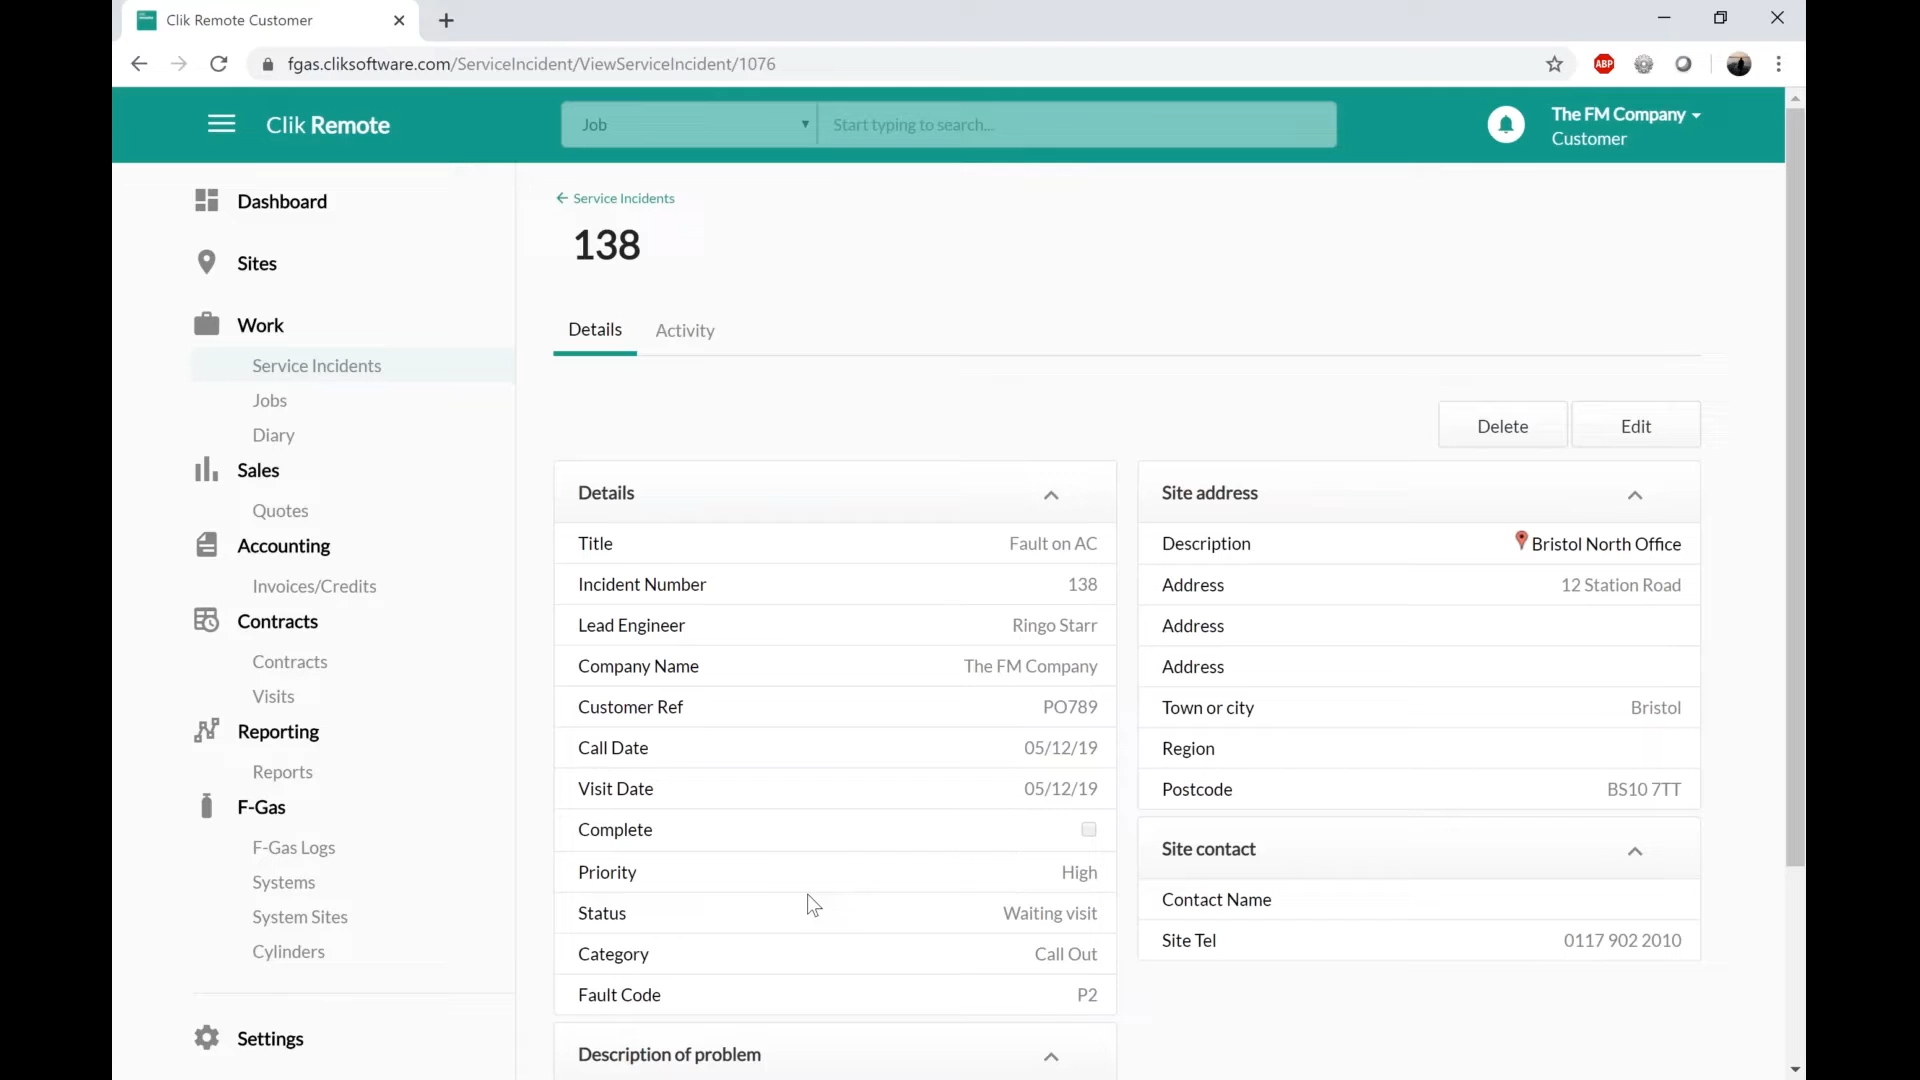 Clik Remote Customer
fgas.cliksoftware.com/ServiceIncident/ViewServiceIncident/1076
ABP
Clik Remote
Job
Start typing to search...
The FM Company
Customer
Dashboard
Sites
Work
Service Incidents
Jobs
Diary
Sales
Quotes
Accounting
Invoices/Credits
Contracts
Contracts
Visits
Reporting
Reports
F-Gas
F-Gas Logs
Systems
System Sites
Cylinders
Settings
Service Incidents
138
Details Activity
Delete Edit
Details
Title Fault on AC
Incident Number 138
Lead Engineer Ringo Starr
Company Name The FM Company
Customer Ref PO789
Call Date 05/12/19
Visit Date 05/12/19
Complete
Priority High
Status Waiting visit
Category Call Out
Fault Code P2
Description of problem
Site address
Description Bristol North Office
Address 12 Station Road
Address
Address
Town or city Bristol
Region
Postcode BS10 7TT
Site contact
Contact Name
Site Tel 0117 902 2010